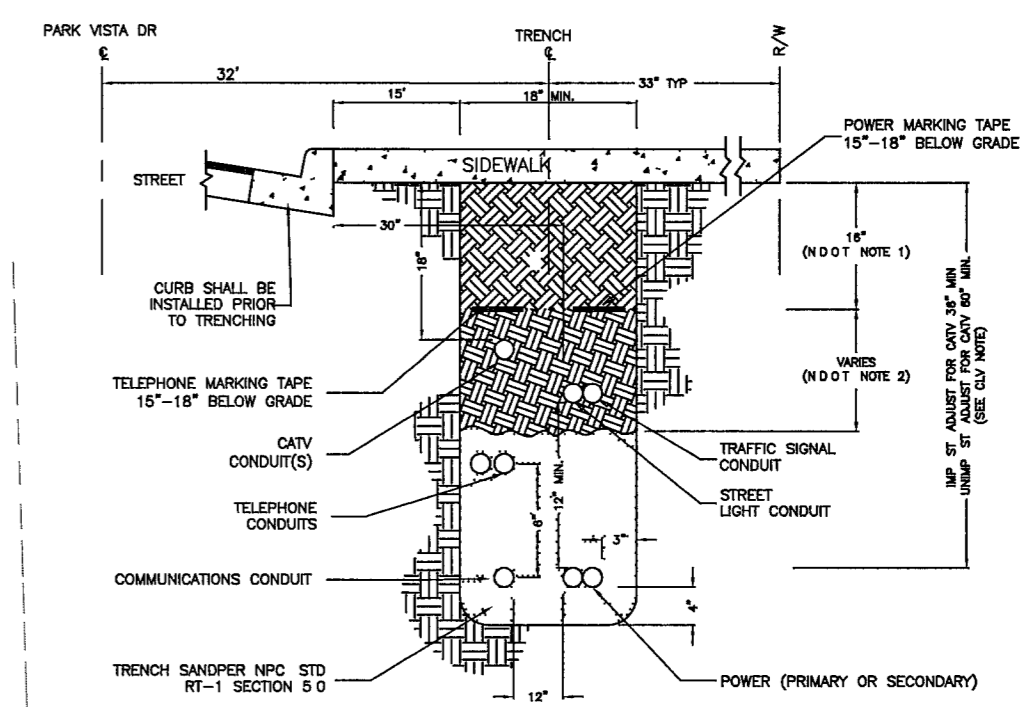 PARK VISTA DR
℄
TRENCH
℄
R/W
32'
33" TYP
15'
18" MIN.
POWER MARKING TAPE
15"-18" BELOW GRADE
SIDEWALK
STREET
30"
18"
16"
(NDOT NOTE 1)
CURB SHALL BE
INSTALLED PRIOR
TO TRENCHING
VARIES
(NDOT NOTE 2)
IMP ST ADJUST FOR CATV 36" MIN
UNIMP ST ADJUST FOR CATV 60" MIN.
(SEE CLV NOTE)
TELEPHONE MARKING TAPE
15"-18" BELOW GRADE
CATV
CONDUIT(S)
TRAFFIC SIGNAL
CONDUIT
STREET
LIGHT CONDUIT
TELEPHONE
CONDUITS
12" MIN.
3"
COMMUNICATIONS CONDUIT
4"
TRENCH SANDPER NPC STD
RT-1 SECTION 5 0
POWER (PRIMARY OR SECONDARY)
12"